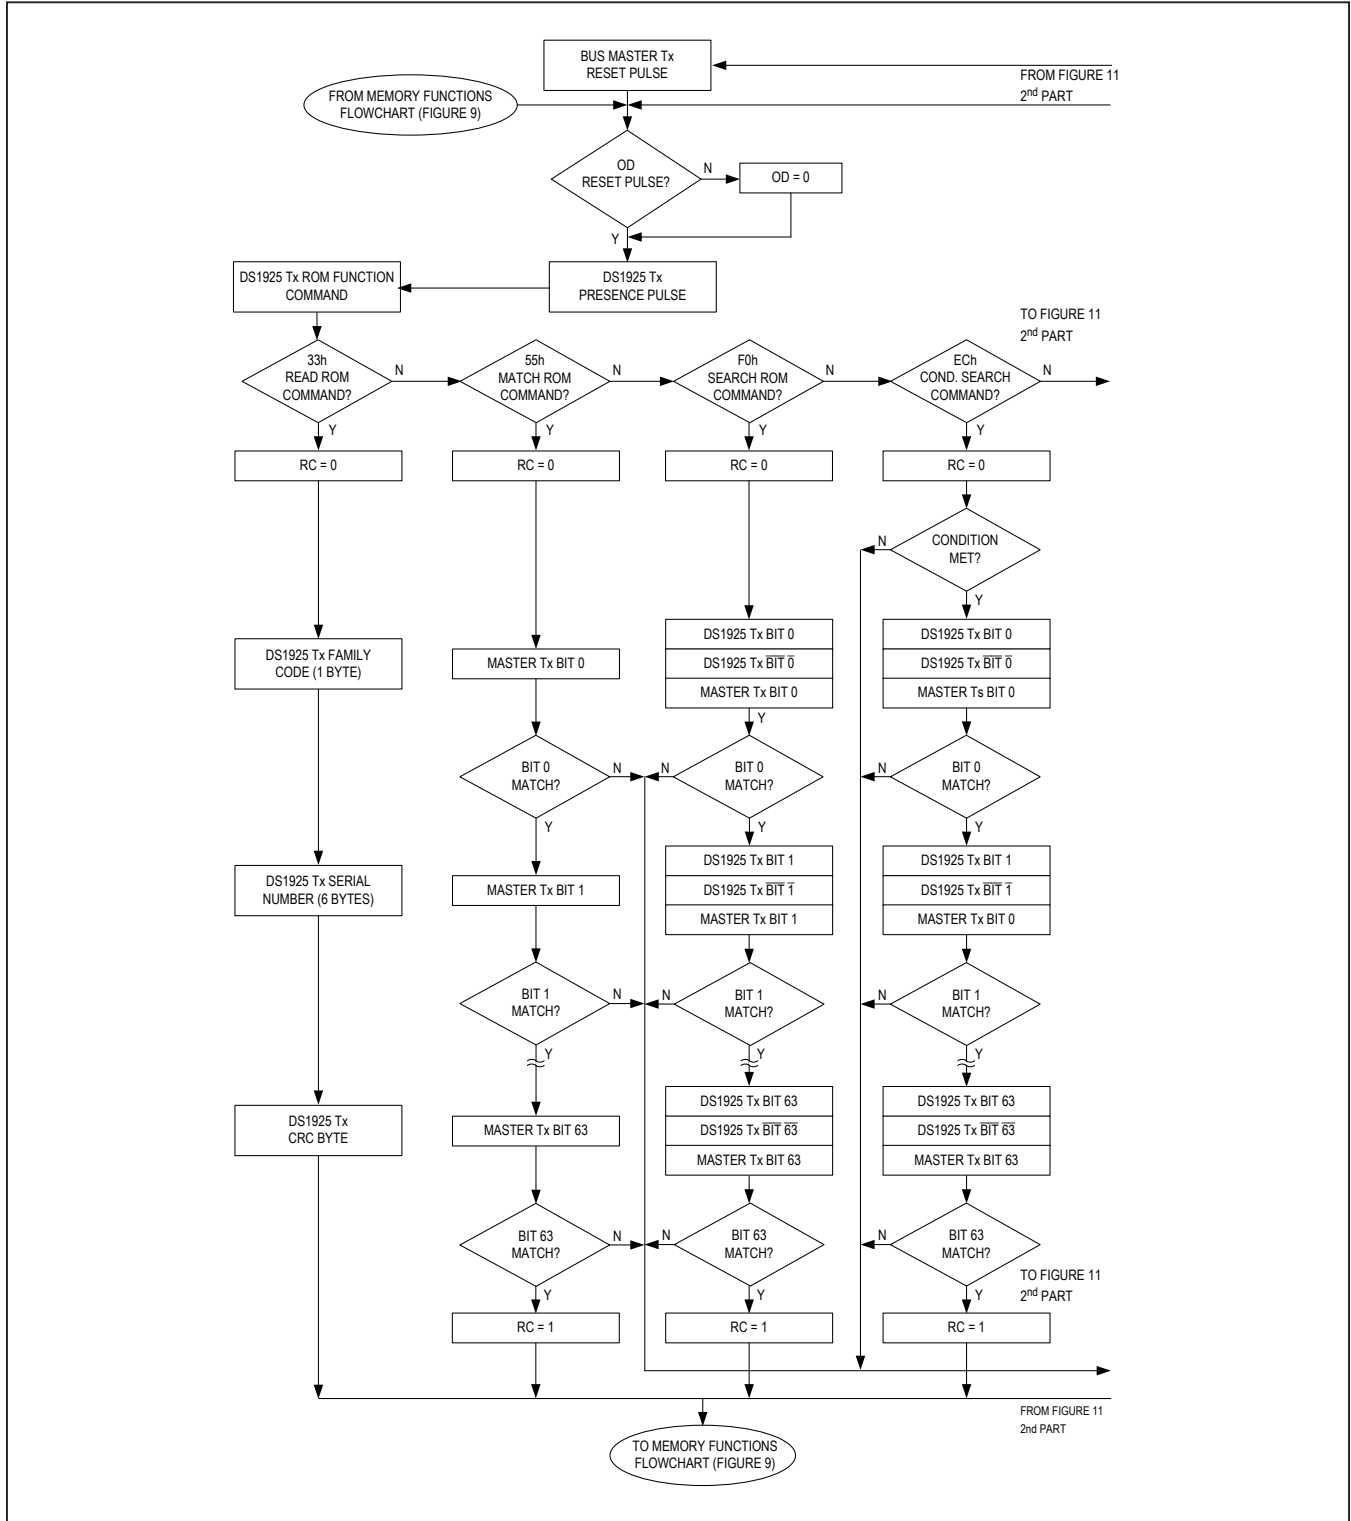 BUS MASTER Tx
RESET PULSE
FROM FIGURE 11
2nd PART
FROM MEMORY FUNCTIONS
FLOWCHART (FIGURE 9)
OD
RESET PULSE?
N
OD = 0
Y
DS1925 Tx ROM FUNCTION
COMMAND
DS1925 Tx
PRESENCE PULSE
TO FIGURE 11
2nd PART
33h
READ ROM
COMMAND?
N
55h
MATCH ROM
COMMAND?
N
F0h
SEARCH ROM
COMMAND?
N
ECh
COND. SEARCH
COMMAND?
N
Y
Y
Y
Y
RC = 0
RC = 0
RC = 0
RC = 0
N
CONDITION
MET?
Y
DS1925 Tx FAMILY
CODE (1 BYTE)
MASTER Tx BIT 0
DS1925 Tx BIT 0
DS1925 Tx B̅I̅T̅ 0̅
MASTER Tx BIT 0
DS1925 Tx BIT 0
DS1925 Tx B̅I̅T̅ 0̅
MASTER Ts BIT 0
Y
BIT 0
MATCH?
N
N
BIT 0
MATCH?
N
BIT 0
MATCH?
Y
Y
Y
DS1925 Tx SERIAL
NUMBER (6 BYTES)
MASTER Tx BIT 1
DS1925 Tx BIT 1
DS1925 Tx B̅I̅T̅ 1̅
MASTER Tx BIT 1
DS1925 Tx BIT 1
DS1925 Tx B̅I̅T̅ 1̅
MASTER Tx BIT 0
BIT 1
MATCH?
N
N
BIT 1
MATCH?
N
BIT 1
MATCH?
Y
Y
Y
DS1925 Tx
CRC BYTE
MASTER Tx BIT 63
DS1925 Tx BIT 63
DS1925 Tx B̅I̅T̅ 6̅3̅
MASTER Tx BIT 63
DS1925 Tx BIT 63
DS1925 Tx B̅I̅T̅ 6̅3̅
MASTER Tx BIT 63
BIT 63
MATCH?
N
N
BIT 63
MATCH?
N
BIT 63
MATCH?
TO FIGURE 11
2nd PART
Y
Y
Y
RC = 1
RC = 1
RC = 1
FROM FIGURE 11
2nd PART
TO MEMORY FUNCTIONS
FLOWCHART (FIGURE 9)